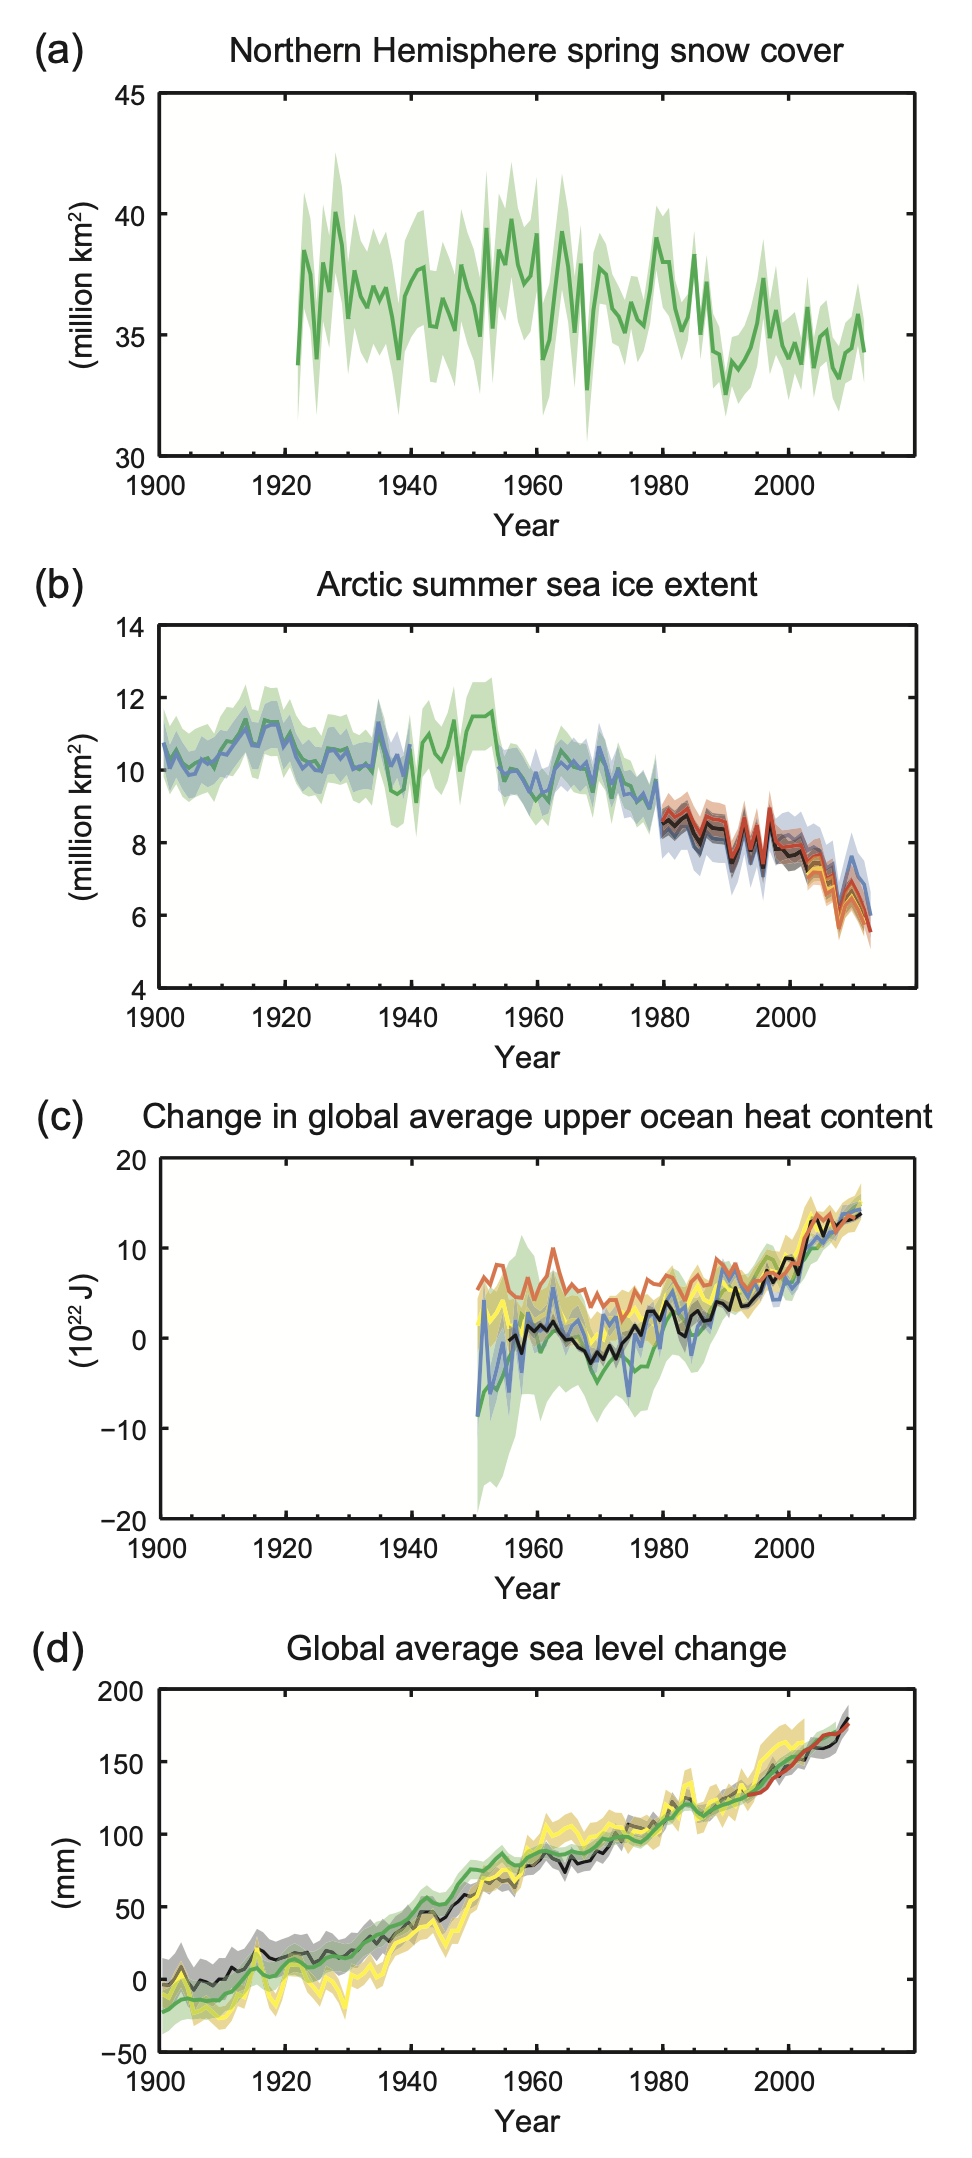 (a) Northern Hemisphere spring snow cover
45
40
35
30
(million km²)
1900 1920 1940 1960 1980 2000
Year
(b) Arctic summer sea ice extent
14
12
10
8
6
4
(million km²)
1900 1920 1940 1960 1980 2000
Year
(c) Change in global average upper ocean heat content
20
10
0
−10
−20
(10²² J)
1900 1920 1940 1960 1980 2000
Year
(d) Global average sea level change
200
150
100
50
0
−50
(mm)
1900 1920 1940 1960 1980 2000
Year